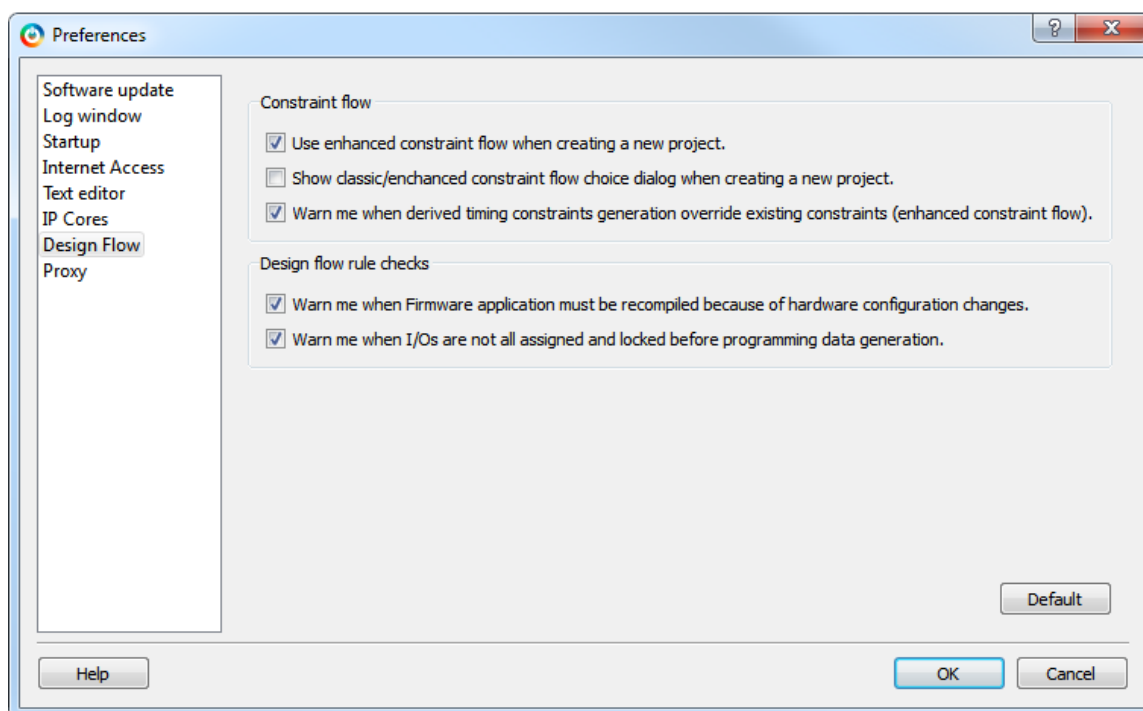 Preferences
?
X
Software update
Log window
Startup
Internet Access
Text editor
IP Cores
Design Flow
Proxy
Constraint flow
Use enhanced constraint flow when creating a new project.
Show classic/enchanced constraint flow choice dialog when creating a new project.
Warn me when derived timing constraints generation override existing constraints (enhanced constraint flow).
Design flow rule checks
Warn me when Firmware application must be recompiled because of hardware configuration changes.
Warn me when I/Os are not all assigned and locked before programming data generation.
Default
Help
OK
Cancel